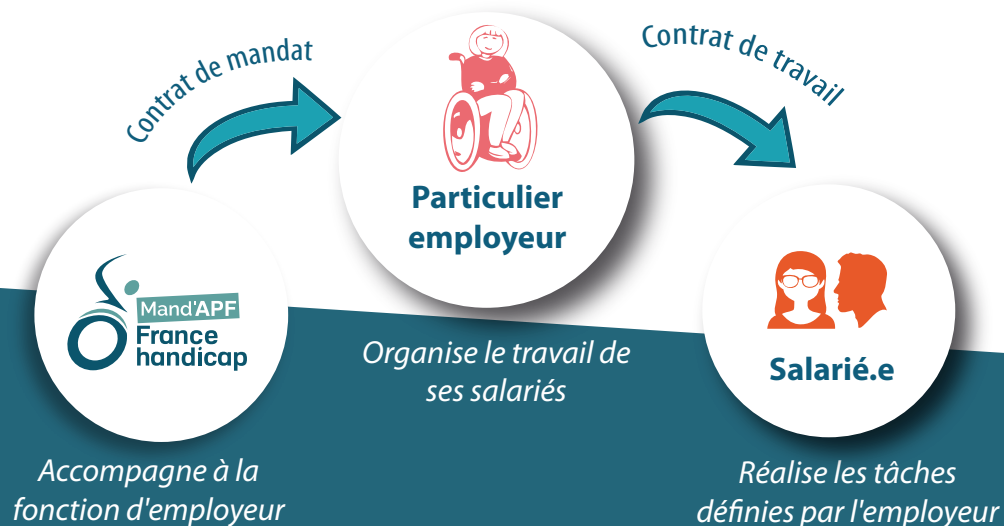 Contrat de mandat
Contrat de travail
Particulier
employeur
Mand'APF
France
handicap
Organise le travail de
ses salariés
Salarié.e
Accompagne à la
fonction d'employeur
Réalise les tâches
définies par l'employeur